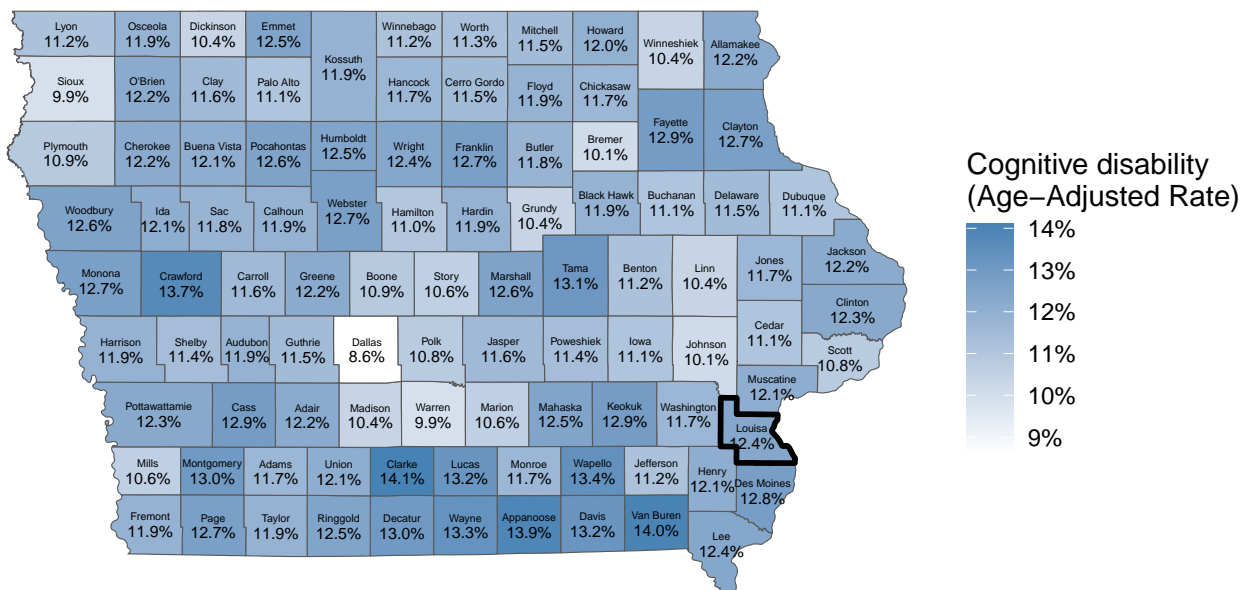 Lyon
11.2%
Osceola
11.9%
Dickinson
10.4%
Emmet
12.5%
Kossuth
11.9%
Winnebago
11.2%
Worth
11.3%
Mitchell
11.5%
Howard
12.0%
Winneshiek
10.4%
Allamakee
12.2%
Sioux
9.9%
O'Brien
12.2%
Clay
11.6%
Palo Alto
11.1%
Hancock
11.7%
Cerro Gordo
11.5%
Floyd
11.9%
Chickasaw
11.7%
Fayette
12.9%
Clayton
12.7%
Plymouth
10.9%
Cherokee
12.2%
Buena Vista
12.1%
Pocahontas
12.6%
Humboldt
12.5%
Wright
12.4%
Franklin
12.7%
Butler
11.8%
Bremer
10.1%
Woodbury
12.6%
Ida
12.1%
Sac
11.8%
Calhoun
11.9%
Webster
12.7%
Hamilton
11.0%
Hardin
11.9%
Grundy
10.4%
Black Hawk
11.9%
Buchanan
11.1%
Delaware
11.5%
Dubuque
11.1%
Monona
12.7%
Crawford
13.7%
Carroll
11.6%
Greene
12.2%
Boone
10.9%
Story
10.6%
Marshall
12.6%
Tama
13.1%
Benton
11.2%
Linn
10.4%
Jones
11.7%
Jackson
12.2%
Clinton
12.3%
Harrison
11.9%
Shelby
11.4%
Audubon
11.9%
Guthrie
11.5%
Dallas
8.6%
Polk
10.8%
Jasper
11.6%
Poweshiek
11.4%
Iowa
11.1%
Johnson
10.1%
Cedar
11.1%
Scott
10.8%
Muscatine
12.1%
Pottawattamie
12.3%
Cass
12.9%
Adair
12.2%
Madison
10.4%
Warren
9.9%
Marion
10.6%
Mahaska
12.5%
Keokuk
12.9%
Washington
11.7%
Louisa
12.4%
Mills
10.6%
Montgomery
13.0%
Adams
11.7%
Union
12.1%
Clarke
14.1%
Lucas
13.2%
Monroe
11.7%
Wapello
13.4%
Jefferson
11.2%
Henry
12.1%
Des Moines
12.8%
Fremont
11.9%
Page
12.7%
Taylor
11.9%
Ringgold
12.5%
Decatur
13.0%
Wayne
13.3%
Appanoose
13.9%
Davis
13.2%
Van Buren
14.0%
Lee
12.4%
Cognitive disability
(Age−Adjusted Rate)
14%
13%
12%
11%
10%
9%